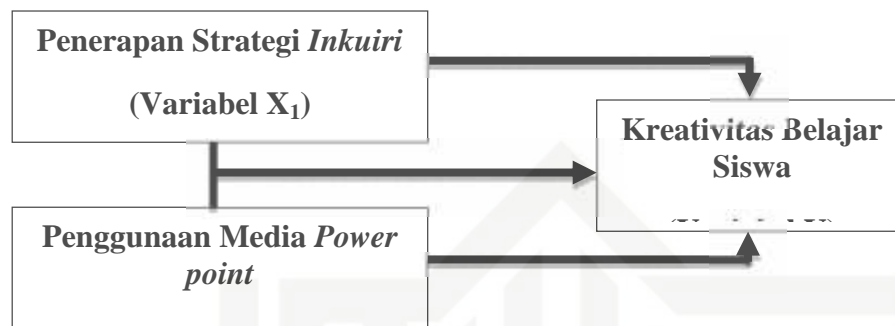 Penerapan Strategi Inkuiri
(Variabel X₁)
Kreativitas Belajar
Siswa
Penggunaan Media Power
point